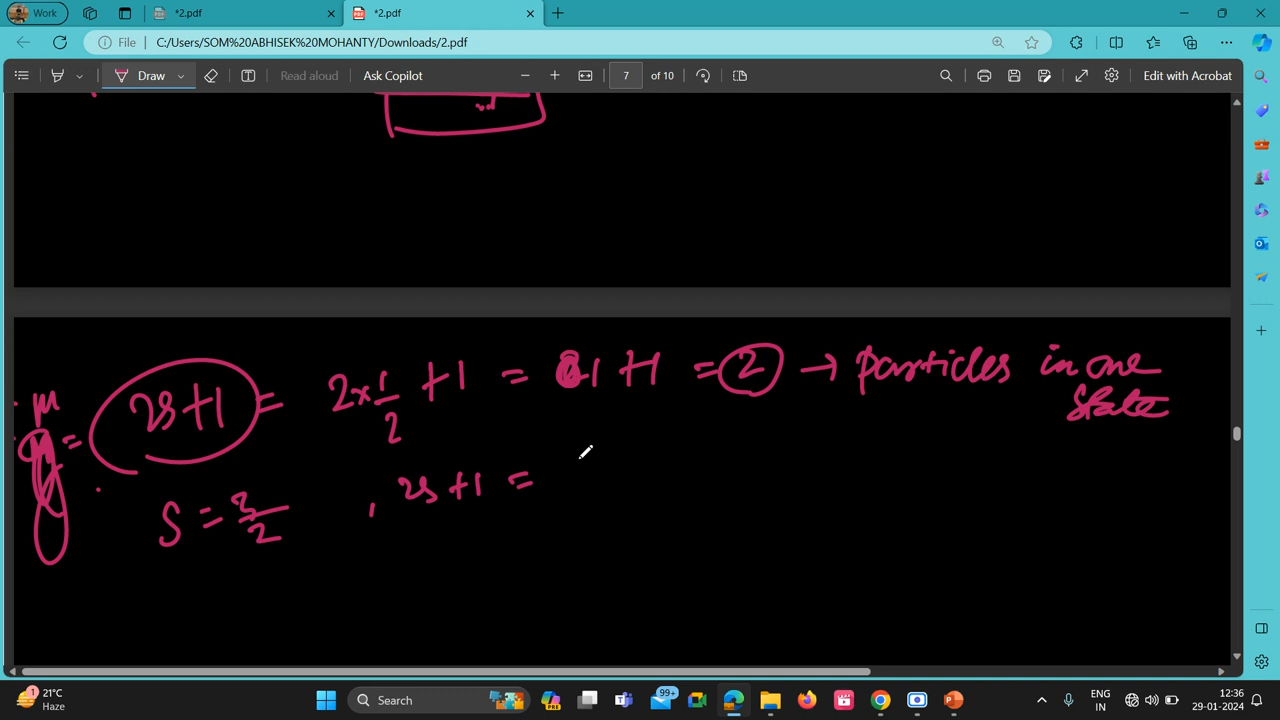 Work
*2.pdf
*2.pdf
File
C:/Users/SOM%20ABHISEK%20MOHANTY/Downloads/2.pdf
Draw
Read aloud
Ask Copilot
7
of 10
Edit with Acrobat
2s+1 = 2×1/2 +1 = 1+1 = 2 → particles in one
state
g =
S = 3/2 , 2s+1 =
21°C
Haze
Search
PRE
99+
ENG
IN
12:36
29-01-2024